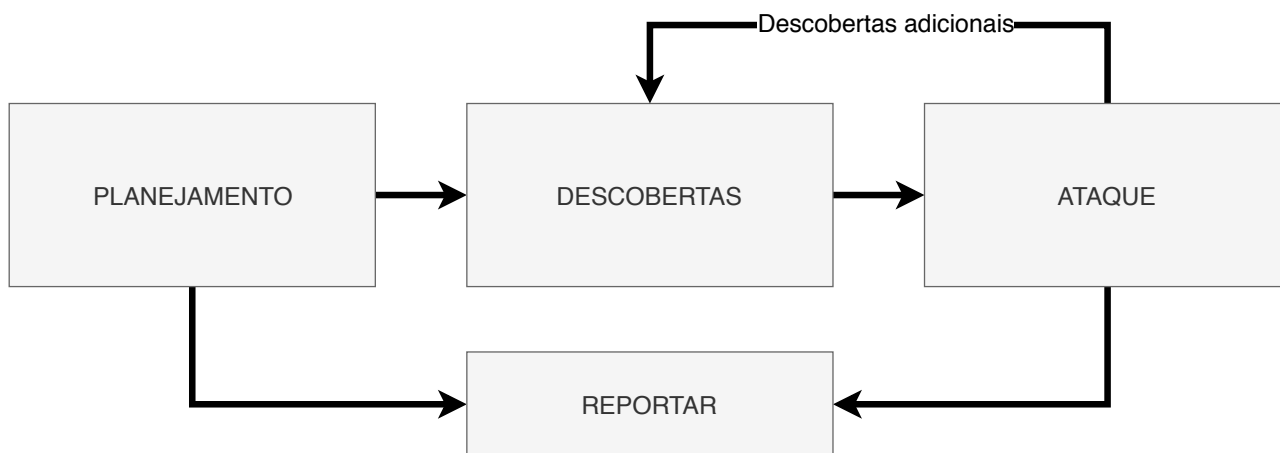 Descobertas adicionais
PLANEJAMENTO
DESCOBERTAS
ATAQUE
REPORTAR